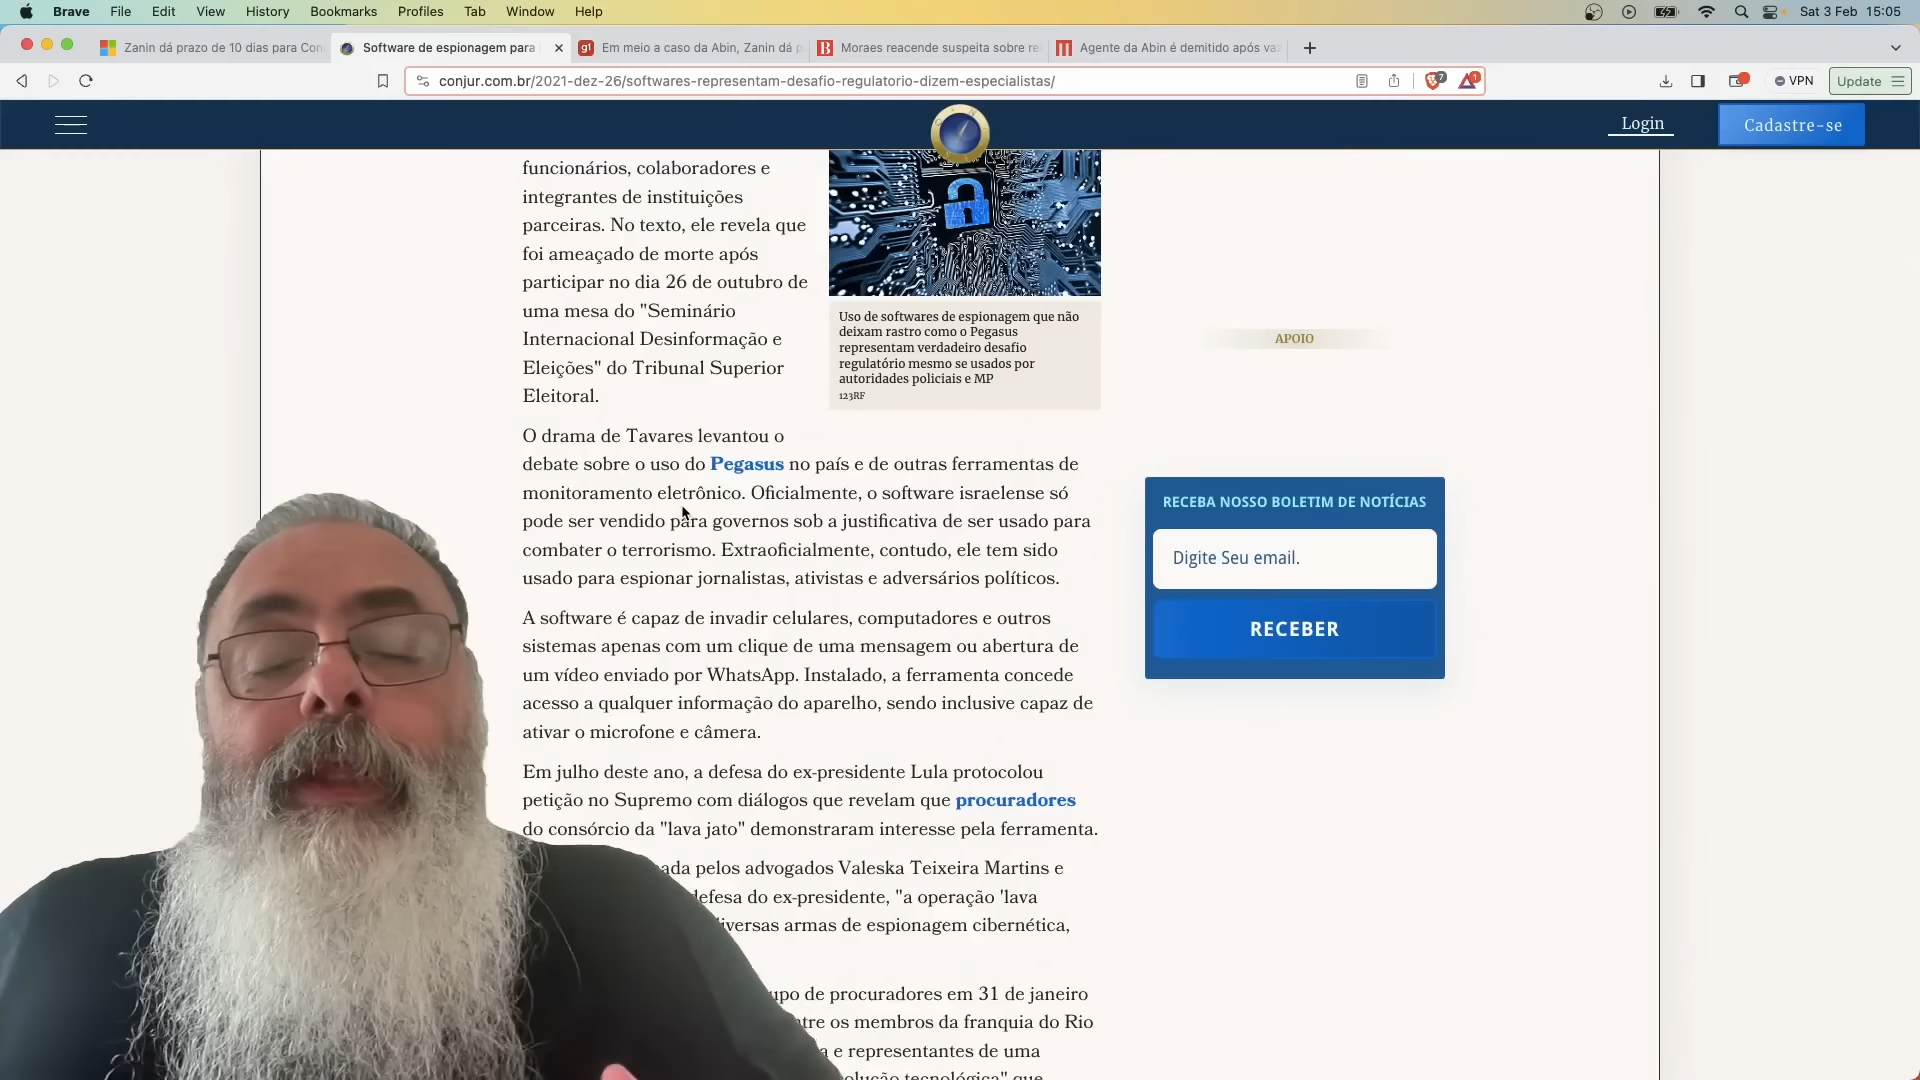 Brave File Edit View History Bookmarks Profiles Tab Window Help
Sat 3 Feb 15:05
Zanin dá prazo de 10 dias para Con
Software de espionagem para
Em meio a caso da Abin, Zanin dá p
Moraes reacende suspeita sobre re
Agente da Abin é demitido após vaz
conjur.com.br/2021-dez-26/softwares-representam-desafio-regulatorio-dizem-especialistas/
7
1
VPN
Update
Login
Cadastre-se
funcionários, colaboradores e
integrantes de instituições
parceiras. No texto, ele revela que
foi ameaçado de morte após
participar no dia 26 de outubro de
uma mesa do "Seminário
Internacional Desinformação e
Eleições" do Tribunal Superior
Eleitoral.
Uso de softwares de espionagem que não
deixam rastro como o Pegasus
representam verdadeiro desafio
regulatório mesmo se usados por
autoridades policiais e MP
123RF
O drama de Tavares levantou o
debate sobre o uso do Pegasus no país e de outras ferramentas de
monitoramento eletrônico. Oficialmente, o software israelense só
pode ser vendido para governos sob a justificativa de ser usado para
combater o terrorismo. Extraoficialmente, contudo, ele tem sido
usado para espionar jornalistas, ativistas e adversários políticos.
A software é capaz de invadir celulares, computadores e outros
sistemas apenas com um clique de uma mensagem ou abertura de
um vídeo enviado por WhatsApp. Instalado, a ferramenta concede
acesso a qualquer informação do aparelho, sendo inclusive capaz de
ativar o microfone e câmera.
Em julho deste ano, a defesa do ex-presidente Lula protocolou
petição no Supremo com diálogos que revelam que procuradores
do consórcio da "lava jato" demonstraram interesse pela ferramenta.
pelos advogados Valeska Teixeira Martins e
defesa do ex-presidente, "a operação 'lava
diversas armas de espionagem cibernética,
de procuradores em 31 de janeiro
os membros da franquia do Rio
e representantes de uma
tecnológica" que
APOIO
RECEBA NOSSO BOLETIM DE NOTÍCIAS
Digite Seu email.
RECEBER